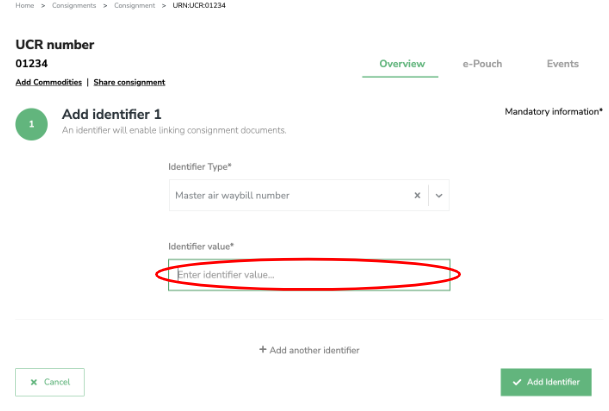 Home > Consignments > Consignment > URN:UCR:01234
UCR number
01234
Overview e-Pouch Events
Add Commodities | Share consignment
1 Add identifier 1
Mandatory information*
An identifier will enable linking consignment documents.
Identifier Type*
Master air waybill number
Identifier value*
Enter identifier value...
+ Add another identifier
× Cancel
✓ Add Identifier